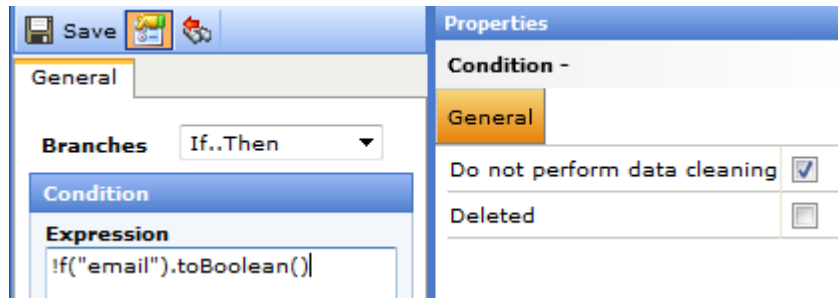 Save
General
Branches If..Then
Condition
Expression
!f("email").toBoolean()
Properties
Condition -
General
Do not perform data cleaning
Deleted